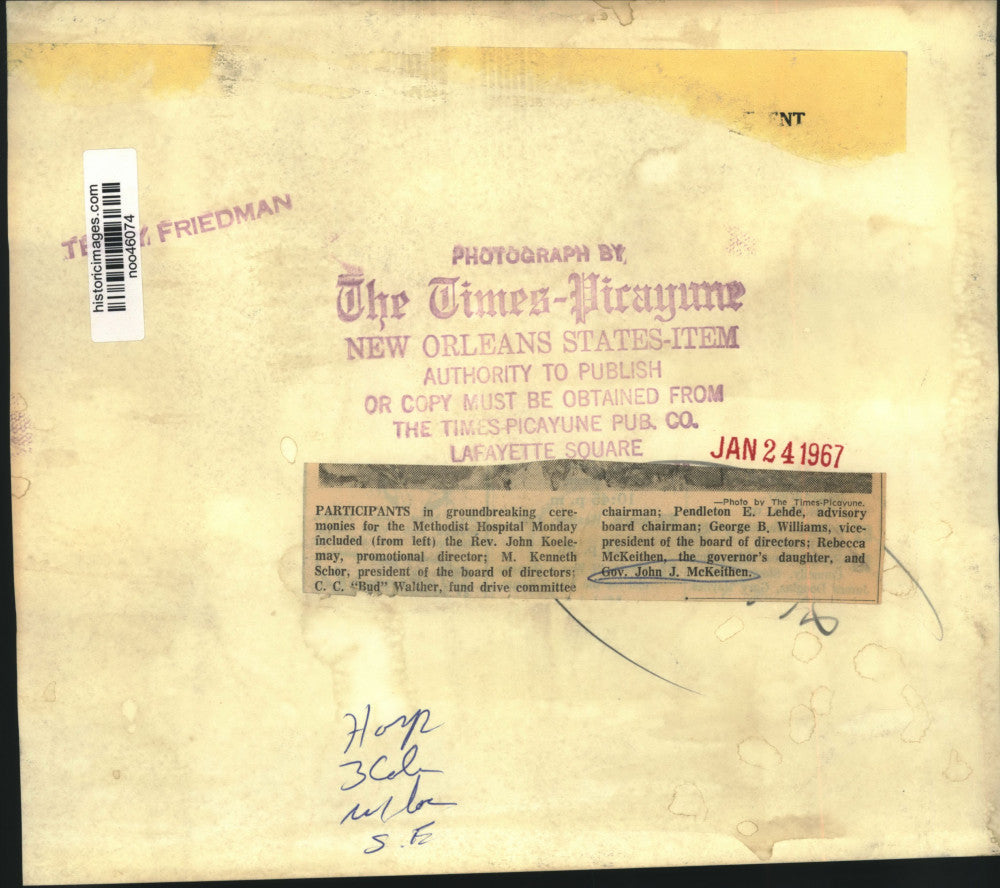 NT
historicimages.com
noo46074
FRIEDMAN
PHOTOGRAPH BY
The Times-Picayune
NEW ORLEANS STATES-ITEM
AUTHORITY TO PUBLISH
OR COPY MUST BE OBTAINED FROM
THE TIMES-PICAYUNE PUB. CO.
LAFAYETTE SQUARE
JAN 24 1967
PARTICIPANTS in groundbreaking cere-
monies for the Methodist Hospital Monday
included (from left) the Rev. John Koele-
may, promotional director; M. Kenneth
Schor, president of the board of directors;
C. C. "Bud" Walther, fund drive committee
—Photo by The Times-Picayune.
chairman; Pendleton E. Lehde, advisory
board chairman; George B. Williams, vice-
president of the board of directors; Rebecca
McKeithen, the governor's daughter, and
Gov. John J. McKeithen.
Hosp
3 Col
S.E